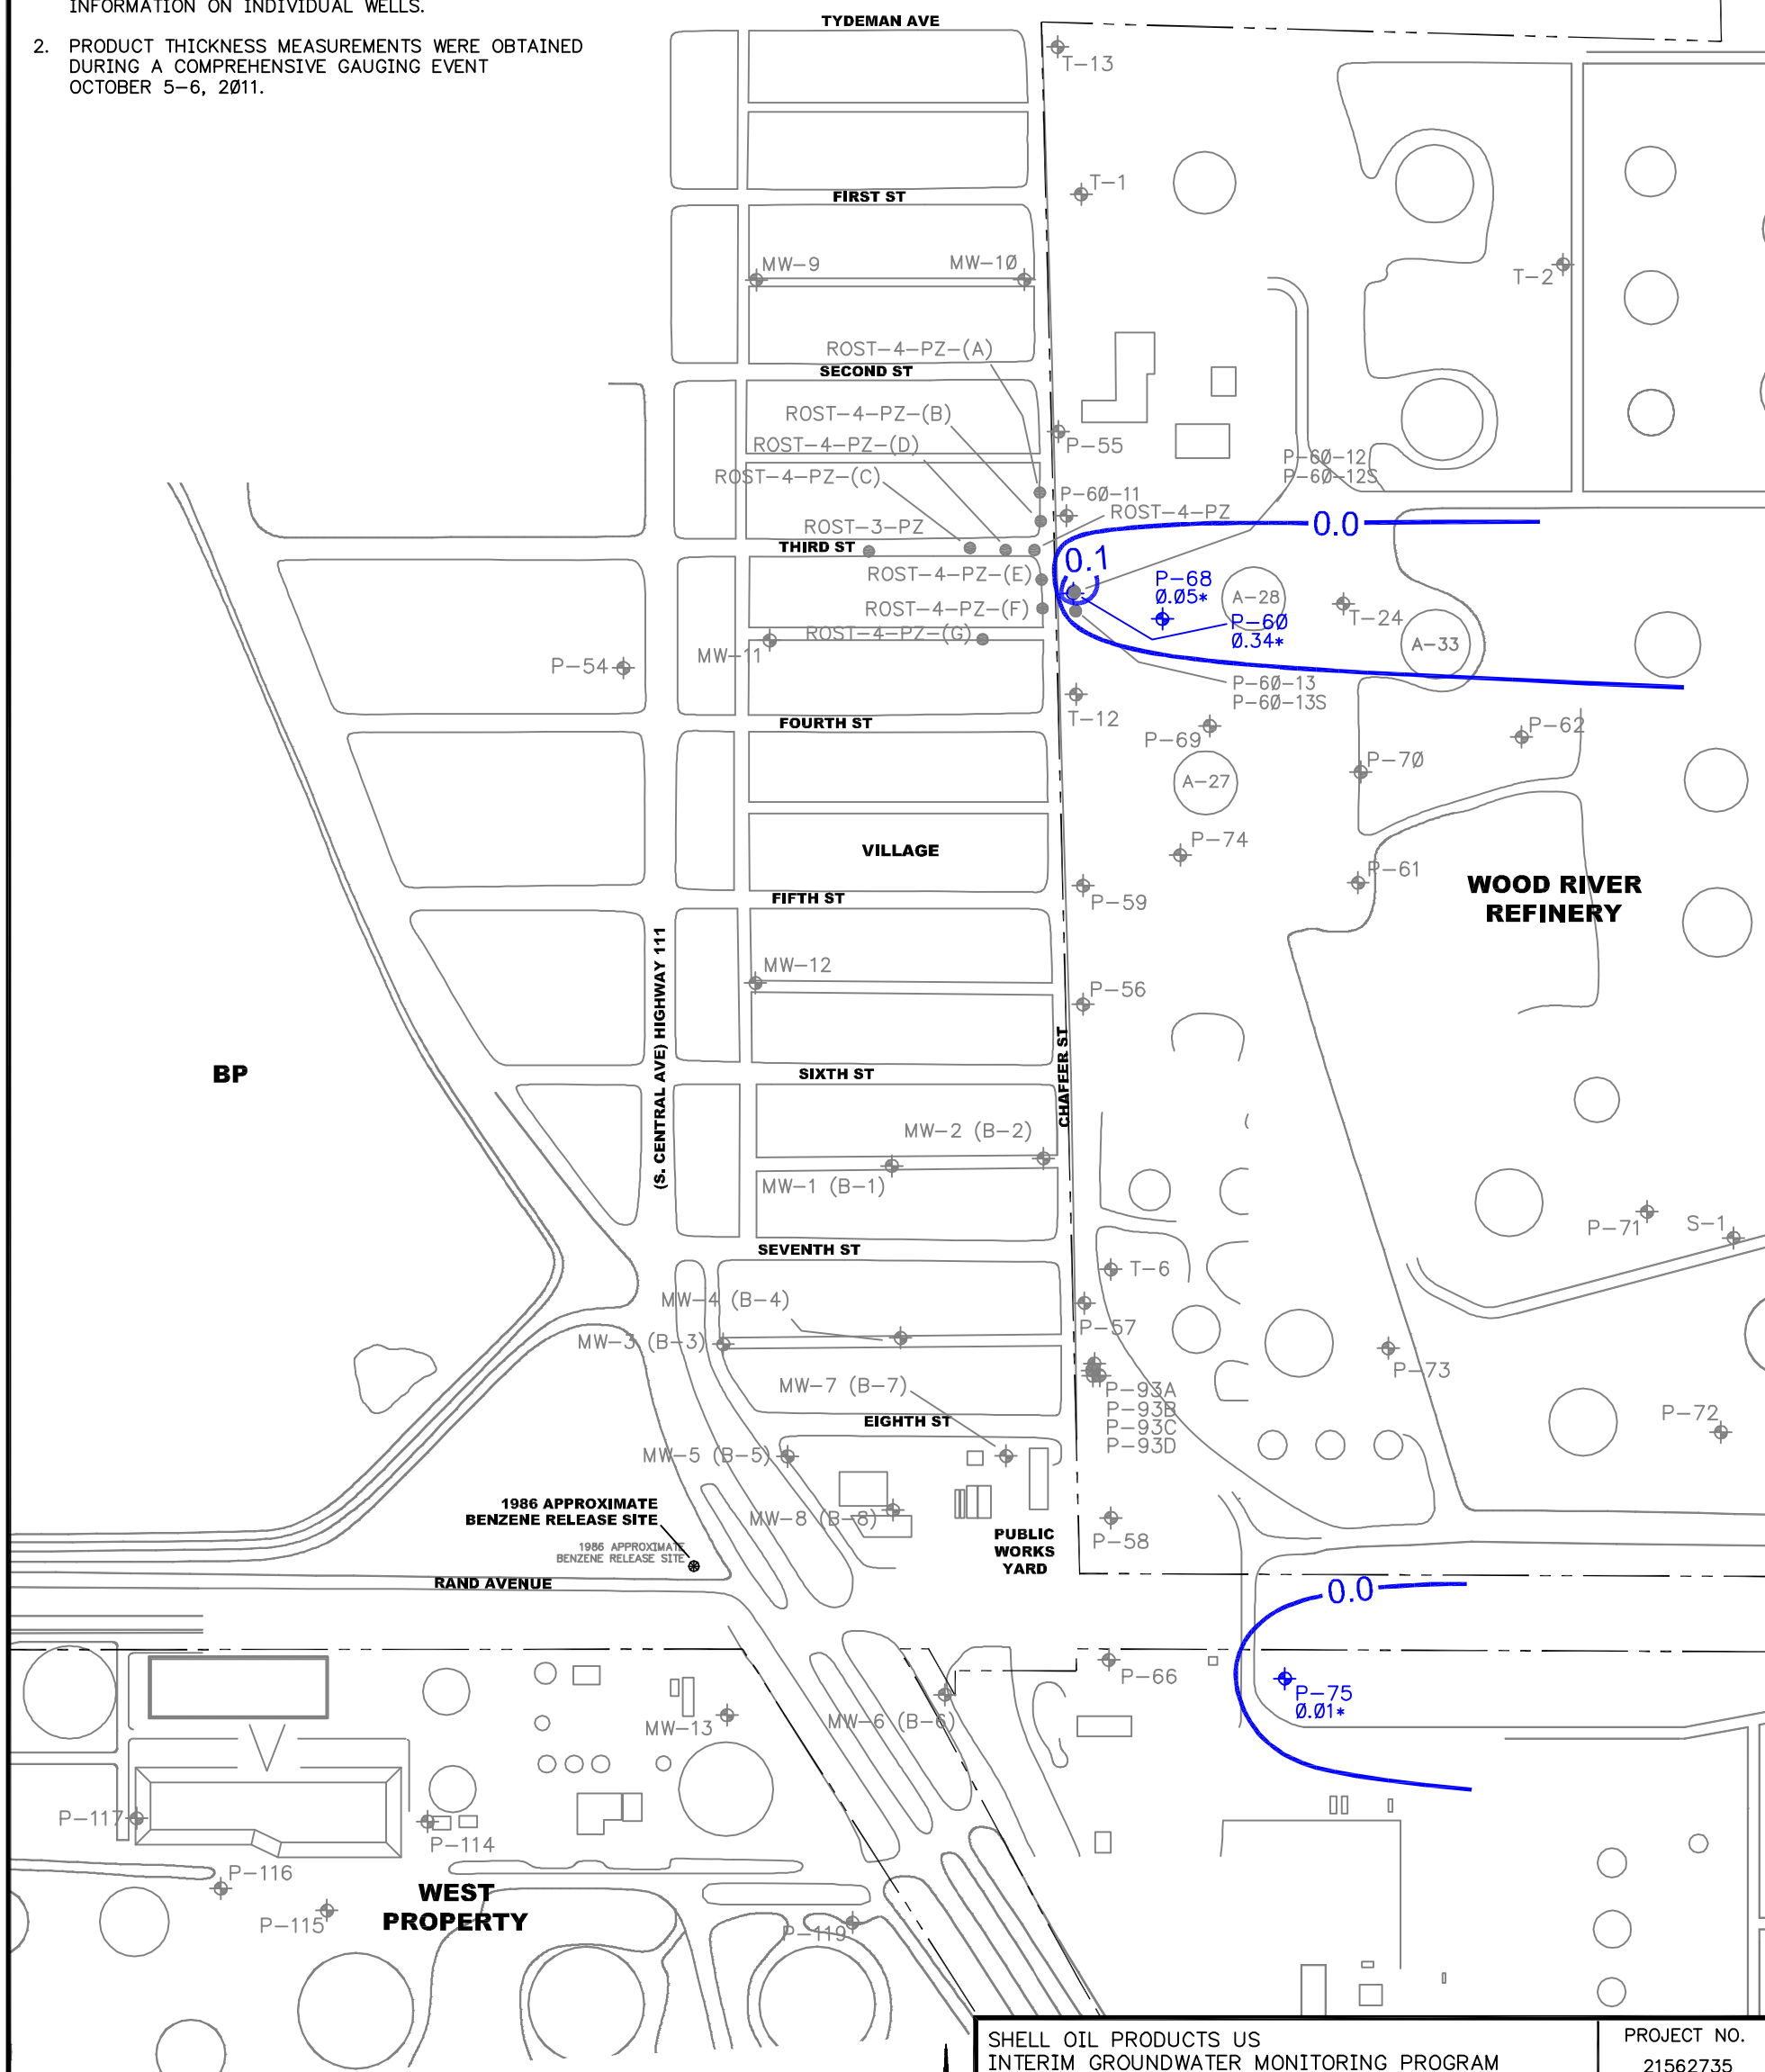 INFORMATION ON INDIVIDUAL WELLS.
2. PRODUCT THICKNESS MEASUREMENTS WERE OBTAINED
DURING A COMPREHENSIVE GAUGING EVENT
OCTOBER 5-6, 2011.
TYDEMAN AVE
T-13
T-1
FIRST ST
MW-9
MW-10
T-2
ROST-4-PZ-(A)
SECOND ST
ROST-4-PZ-(B)
P-55
ROST-4-PZ-(D)
P-60-12
P-60-12S
ROST-4-PZ-(C)
P-60-11
ROST-4-PZ
ROST-3-PZ
0.0
THIRD ST
0.1
ROST-4-PZ-(E)
P-68
0.05*
A-28
ROST-4-PZ-(F)
T-24
P-60
0.34*
ROST-4-PZ-(G)
A-33
MW-11
P-54
P-60-13
P-60-13S
T-12
FOURTH ST
P-69
P-62
P-70
A-27
P-74
VILLAGE
P-61
WOOD RIVER
REFINERY
FIFTH ST
P-59
MW-12
P-56
(S. CENTRAL AVE) HIGHWAY 111
CHAFEER ST
BP
SIXTH ST
MW-2 (B-2)
MW-1 (B-1)
P-71
S-1
SEVENTH ST
T-6
MW-4 (B-4)
P-57
MW-3 (B-3)
P-73
MW-7 (B-7)
P-93A
P-93B
P-93C
P-93D
P-72
EIGHTH ST
MW-5 (B-5)
1986 APPROXIMATE
BENZENE RELEASE SITE
MW-8 (B-8)
P-58
PUBLIC
WORKS
YARD
1986 APPROXIMATE
BENZENE RELEASE SITE
RAND AVENUE
0.0
P-66
P-75
0.01*
MW-13
MW-6 (B-6)
P-117
P-114
P-116
P-115
WEST
PROPERTY
P-119
SHELL OIL PRODUCTS US
INTERIM GROUNDWATER MONITORING PROGRAM
PROJECT NO.
21562735